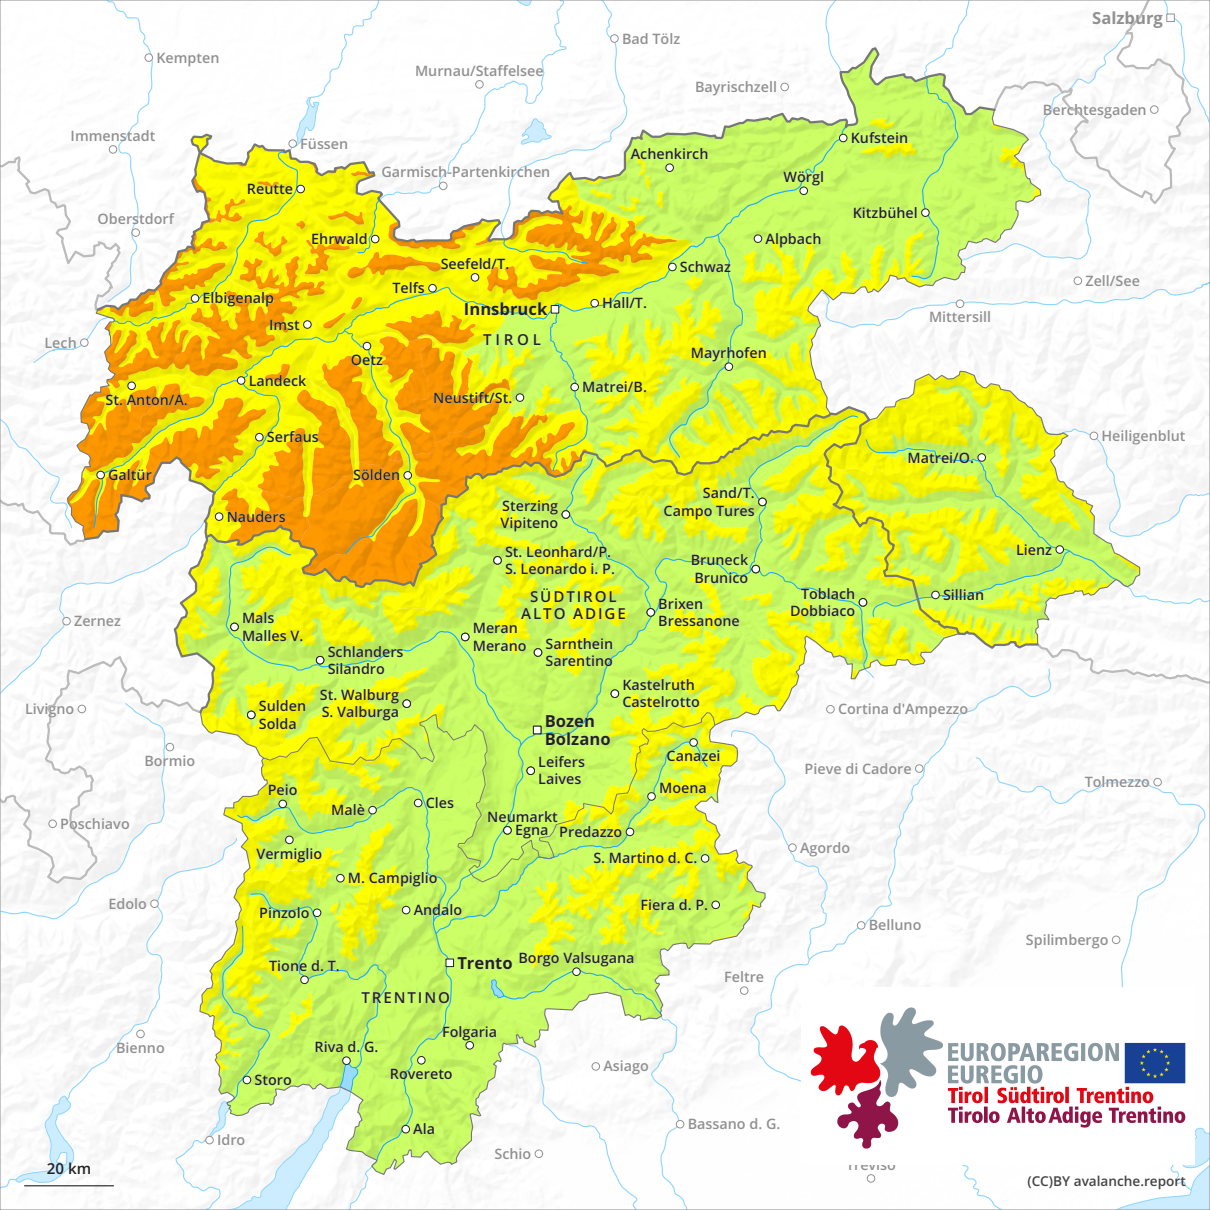 Salzburg
Bad Tölz
Kempten
Murnau/Staffelsee
Bayrischzell
Berchtesgaden
Immenstadt
Füssen
Kufstein
Achenkirch
Garmisch-Partenkirchen
Wörgl
Reutte
Oberstdorf
Kitzbühel
Ehrwald
Alpbach
Seefeld/T.
Schwaz
Zell/See
Telfs
Elbigenalp
Hall/T.
Innsbruck
Mittersill
Imst
TIROL
Lech
Oetz
Mayrhofen
Landeck
Matrei/B.
St. Anton/A.
Neustift/St.
Serfaus
Heiligenblut
Matrei/O.
Galtür
Sölden
Sand/T.
Campo Tures
Sterzing
Vipiteno
Nauders
Lienz
St. Leonhard/P.
S. Leonardo i. P.
Bruneck
Brunico
SÜDTIROL
ALTO ADIGE
Toblach
Dobbiaco
Sillian
Brixen
Bressanone
Zernez
Mals
Malles V.
Meran
Merano
Sarnthein
Sarentino
Schlanders
Silandro
Kastelruth
Castelrotto
St. Walburg
S. Valburga
Livigno
Sulden
Solda
Cortina d'Ampezzo
Bozen
Bolzano
Bormio
Canazei
Leifers
Laives
Pieve di Cadore
Tolmezzo
Peio
Moena
Malè
Cles
Neumarkt
Egna
Predazzo
Poschiavo
Vermiglio
Agordo
S. Martino d. C.
M. Campiglio
Edolo
Pinzolo
Andalo
Fiera d. P.
Belluno
Spilimbergo
Trento
Borgo Valsugana
Tione d. T.
Feltre
TRENTINO
Folgaria
Bienno
Riva d. G.
Rovereto
Asiago
Storo
EUROPAREGION
EUREGIO
Tirol Südtirol Trentino
Tirolo Alto Adige Trentino
Ala
Bassano d. G.
Idro
Schio
Treviso
20 km
(CC)BY avalanche.report